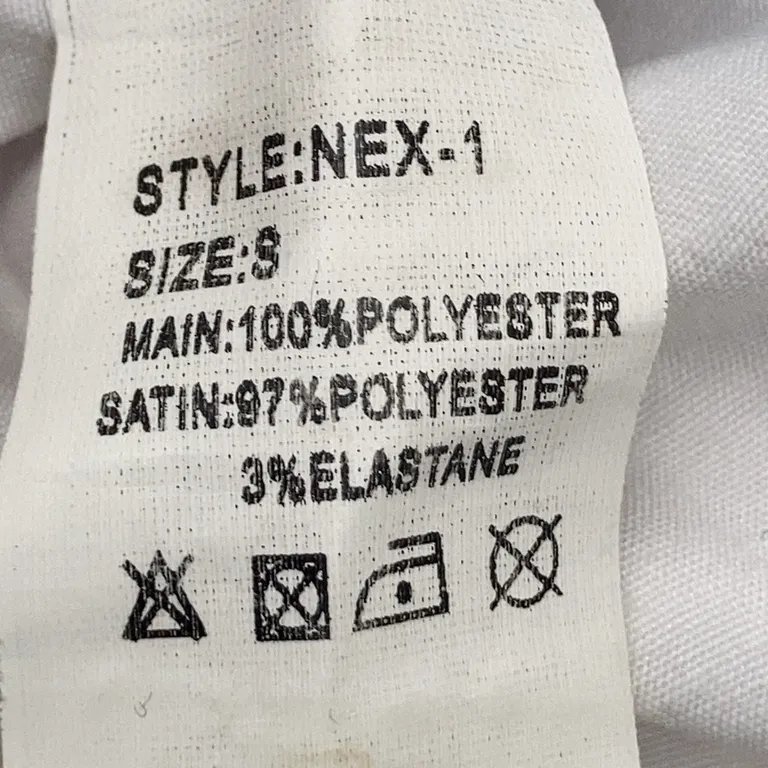 STYLE:NEX-1
SIZE:S
MAIN:100%POLYESTER
SATIN:97%POLYESTER
3%ELASTANE